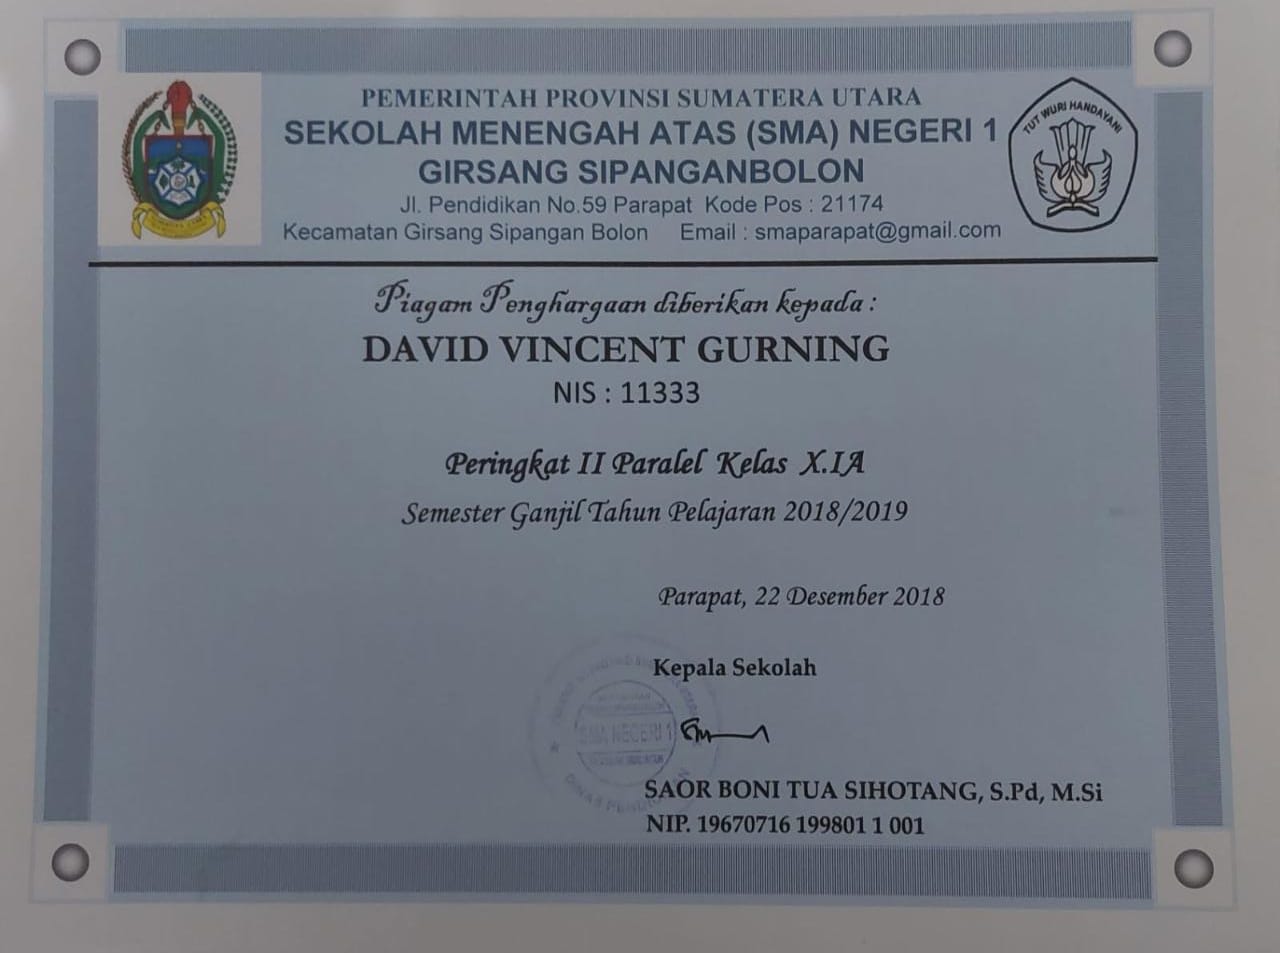 PEMERINTAH PROVINSI SUMATERA UTARA
SEKOLAH MENENGAH ATAS (SMA) NEGERI 1
GIRSANG SIPANGANBOLON
Jl. Pendidikan No.59 Parapat Kode Pos : 21174
Kecamatan Girsang Sipangan Bolon Email : smaparapat@gmail.com
TUT WURI HANDAYANI
Piagam Penghargaan diberikan kepada :
DAVID VINCENT GURNING
NIS : 11333
Peringkat II Paralel Kelas X.IA
Semester Ganjil Tahun Pelajaran 2018/2019
Parapat, 22 Desember 2018
Kepala Sekolah
SMA NEGERI 1
DINAS PENDIDIKAN
SAOR BONI TUA SIHOTANG, S.Pd, M.Si
NIP. 19670716 199801 1 001